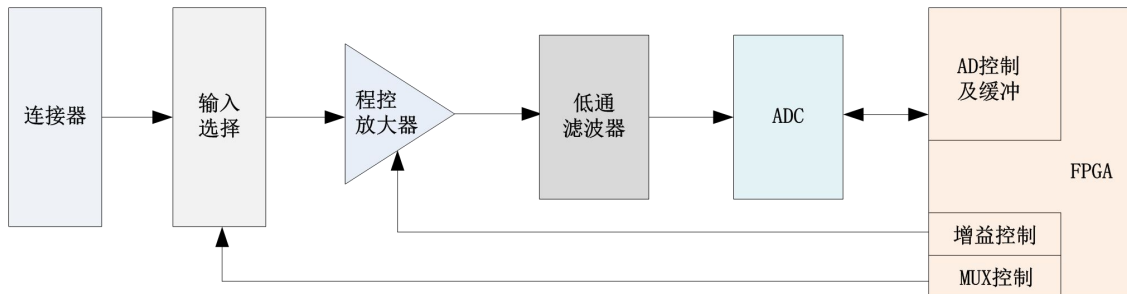 连接器
输入
选择
程控
放大器
低通
滤波器
ADC
AD控制
及缓冲
FPGA
增益控制
MUX控制